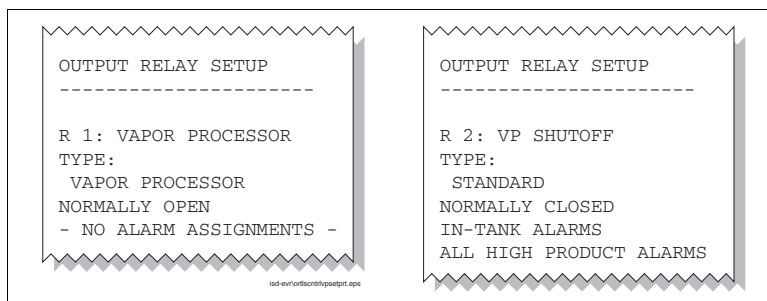 OUTPUT RELAY SETUP
----------------------
R 1: VAPOR PROCESSOR
TYPE:
VAPOR PROCESSOR
NORMALLY OPEN
- NO ALARM ASSIGNMENTS -
isd-evr\ortlscntrlvpsetprt.eps
OUTPUT RELAY SETUP
----------------------
R 2: VP SHUTOFF
TYPE:
STANDARD
NORMALLY CLOSED
IN-TANK ALARMS
ALL HIGH PRODUCT ALARMS